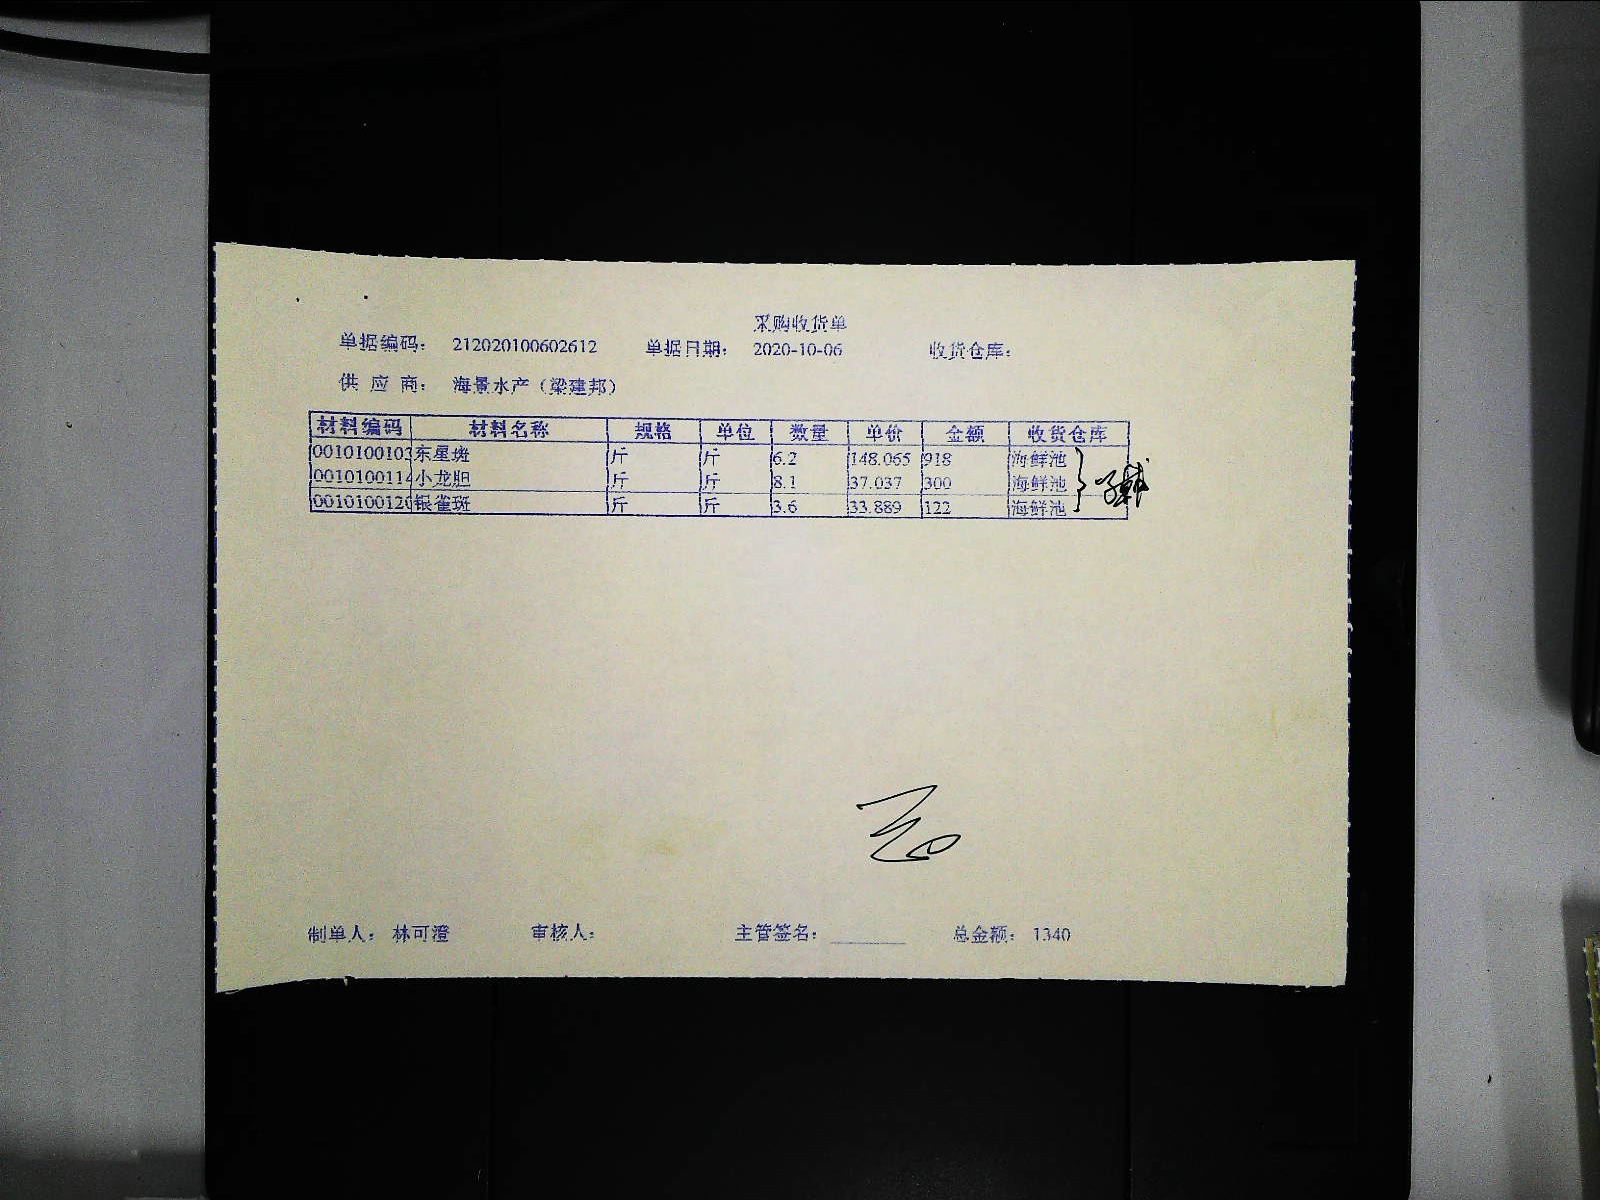 采购收货单
单据编码： 212020100602612 单据日期： 2020-10-06 收货仓库：
供 应 商： 海景水产（梁建邦）
材料编码 材料名称 规格 单位 数量 单价 金额 收货仓库
0010100103 东星斑 斤 斤 6.2 148.065 918 海鲜池
0010100114 小龙胆 斤 斤 8.1 37.037 300 海鲜池
0010100120 银雀斑 斤 斤 3.6 33.889 122 海鲜池
制单人： 林可澄 审核人： 主管签名： 总金额： 1340